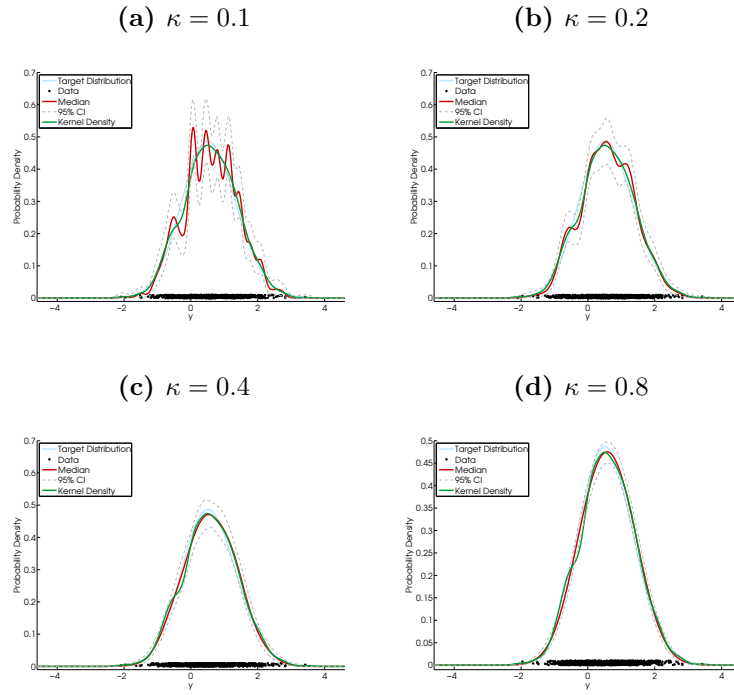 (a) κ = 0.1
0.7
0.6
0.5
0.4
0.3
0.2
0.1
0
Probability Density
Target Distribution
Data
Median
95% CI
Kernel Density
−4 −2 0 2 4
y
(b) κ = 0.2
0.7
0.6
0.5
0.4
0.3
0.2
0.1
0
Probability Density
Target Distribution
Data
Median
95% CI
Kernel Density
−4 −2 0 2 4
y
(c) κ = 0.4
0.7
0.6
0.5
0.4
0.3
0.2
0.1
0
Probability Density
Target Distribution
Data
Median
95% CI
Kernel Density
−4 −2 0 2 4
y
(d) κ = 0.8
0.5
0.45
0.4
0.35
0.3
0.25
0.2
0.15
0.1
0.05
0
Probability Density
Target Distribution
Data
Median
95% CI
Kernel Density
−4 −2 0 2 4
y